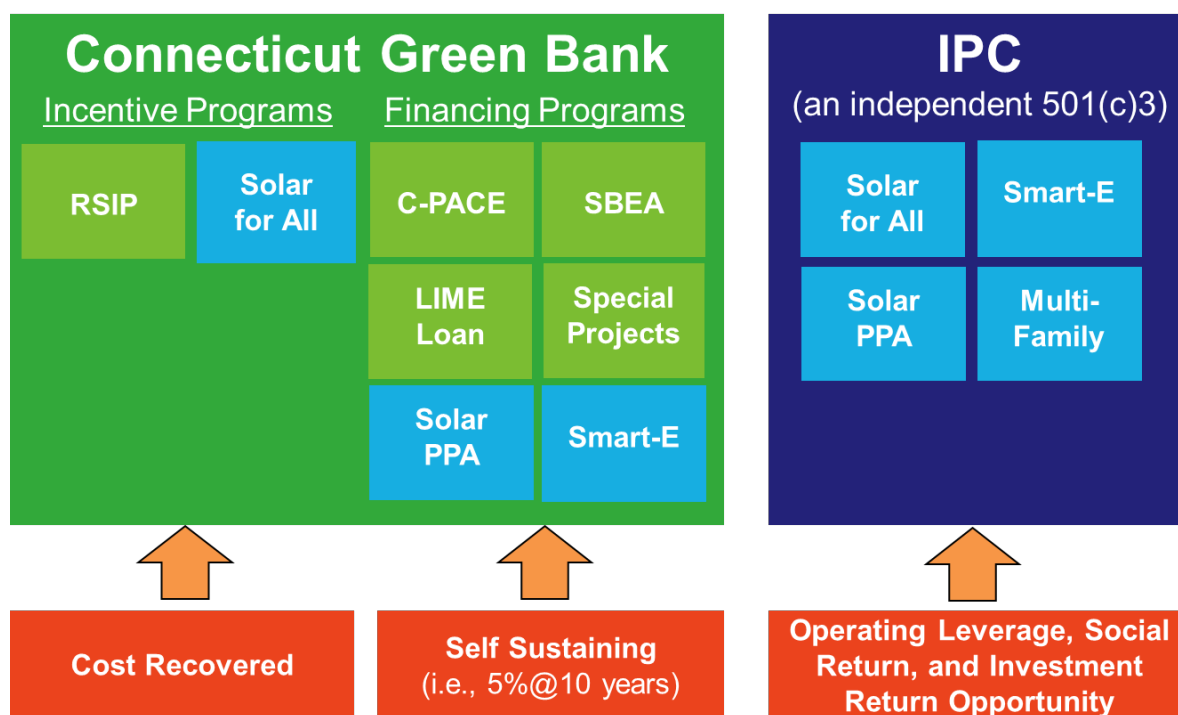 Connecticut Green Bank
Incentive Programs
Financing Programs
RSIP
Solar
for All
C-PACE
SBEA
LIME
Loan
Special
Projects
Solar
PPA
Smart-E
Cost Recovered
Self Sustaining
(i.e., 5%@10 years)
IPC
(an independent 501(c)3)
Solar
for All
Smart-E
Solar
PPA
Multi-
Family
Operating Leverage, Social
Return, and Investment
Return Opportunity